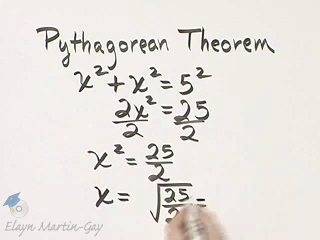 Pythagorean Theorem
x² + x² = 5²
2x²/2 = 25/2
x² = 25/2
x = √(25/2) =
Elayn Martin-Gay